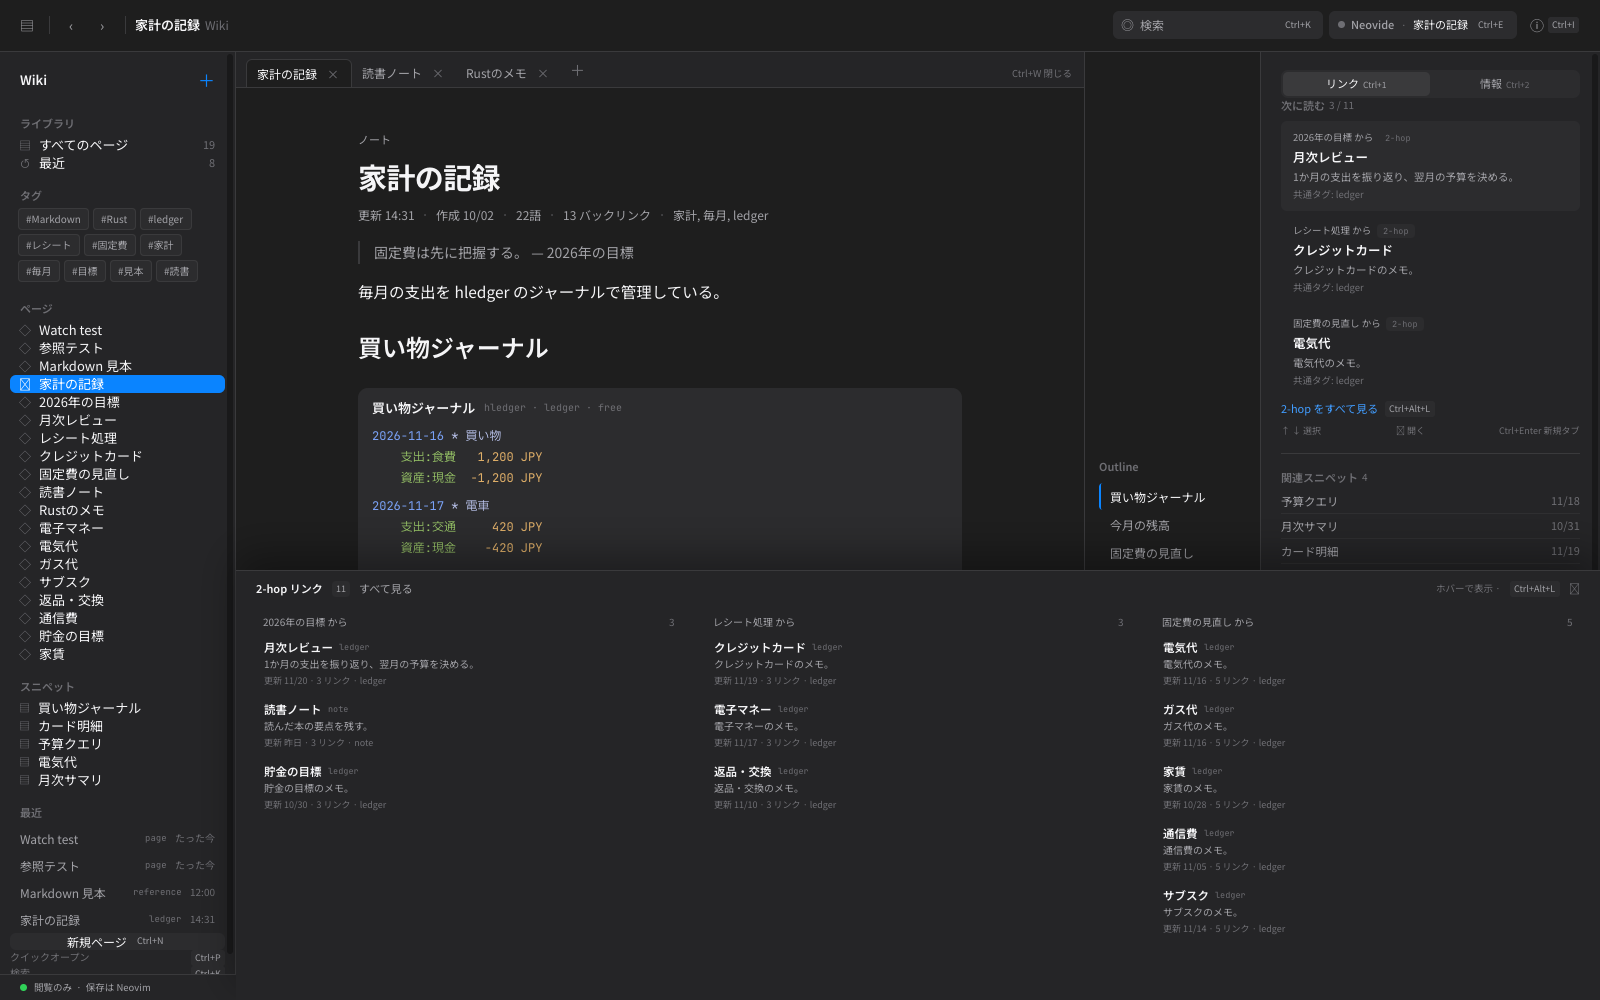 家計の記録 Wiki
検索 Ctrl+K
Neovide · 家計の記録 Ctrl+E
Ctrl+I
Wiki
ライブラリ
すべてのページ 19
最近 8
タグ
#Markdown #Rust #ledger
#レシート #固定費 #家計
#毎月 #目標 #見本 #読書
ページ
Watch test
参照テスト
Markdown 見本
家計の記録
2026年の目標
月次レビュー
レシート処理
クレジットカード
固定費の見直し
読書ノート
Rustのメモ
電子マネー
電気代
ガス代
サブスク
返品・交換
通信費
貯金の目標
家賃
スニペット
買い物ジャーナル
カード明細
予算クエリ
電気代
月次サマリ
最近
Watch test page たった今
参照テスト page たった今
Markdown 見本 reference 12:00
家計の記録 ledger 14:31
新規ページ Ctrl+N
クイックオープン Ctrl+P
検索 Ctrl+K
閲覧のみ · 保存は Neovim
家計の記録 読書ノート Rustのメモ Ctrl+W 閉じる
ノート
家計の記録
更新 14:31 · 作成 10/02 · 22語 · 13 バックリンク · 家計, 毎月, ledger
固定費は先に把握する。 — 2026年の目標
毎月の支出を hledger のジャーナルで管理している。
買い物ジャーナル
買い物ジャーナル hledger · ledger · free
2026-11-16 * 買い物
支出:食費 1,200 JPY
資産:現金 -1,200 JPY
2026-11-17 * 電車
支出:交通 420 JPY
資産:現金 -420 JPY
Outline
買い物ジャーナル
今月の残高
固定費の見直し
リンク Ctrl+1 情報 Ctrl+2
次に読む 3 / 11
2026年の目標 から 2-hop
月次レビュー
1か月の支出を振り返り、翌月の予算を決める。
共通タグ: ledger
レシート処理 から 2-hop
クレジットカード
クレジットカードのメモ。
共通タグ: ledger
固定費の見直し から 2-hop
電気代
電気代のメモ。
共通タグ: ledger
2-hop をすべて見る Ctrl+Alt+L
↑ ↓ 選択 開く Ctrl+Enter 新規タブ
関連スニペット 4
予算クエリ 11/18
月次サマリ 10/31
カード明細 11/19
2-hop リンク 11 すべて見る ホバーで表示 · Ctrl+Alt+L
2026年の目標 から 3
月次レビュー ledger
1か月の支出を振り返り、翌月の予算を決める。
更新 11/20 · 3 リンク · ledger
読書ノート note
読んだ本の要点を残す。
更新 昨日 · 3 リンク · note
貯金の目標 ledger
貯金の目標のメモ。
更新 10/30 · 3 リンク · ledger
レシート処理 から 3
クレジットカード ledger
クレジットカードのメモ。
更新 11/19 · 3 リンク · ledger
電子マネー ledger
電子マネーのメモ。
更新 11/17 · 3 リンク · ledger
返品・交換 ledger
返品・交換のメモ。
更新 11/10 · 3 リンク · ledger
固定費の見直し から 5
電気代 ledger
電気代のメモ。
更新 11/16 · 5 リンク · ledger
ガス代 ledger
ガス代のメモ。
更新 11/16 · 5 リンク · ledger
家賃 ledger
家賃のメモ。
更新 10/28 · 5 リンク · ledger
通信費 ledger
通信費のメモ。
更新 11/05 · 5 リンク · ledger
サブスク ledger
サブスクのメモ。
更新 11/14 · 5 リンク · ledger